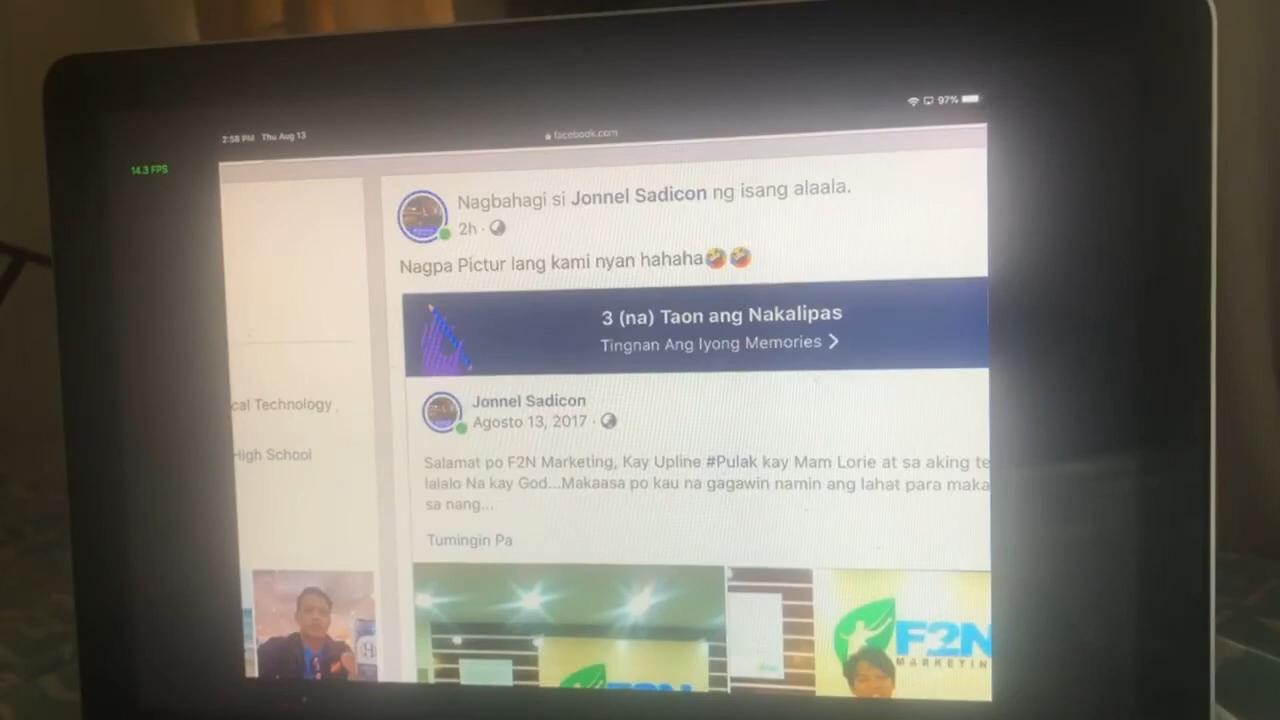 97%
2:58 PM Thu Aug 13
facebook.com
14.3 FPS
Nagbahagi si Jonnel Sadicon ng isang alaala.
2h ·
Nagpa Pictur lang kami nyan hahaha🤣🤣
3 (na) Taon ang Nakalipas
Tingnan Ang Iyong Memories >
Jonnel Sadicon
cal Technology
Agosto 13, 2017 ·
High School
Salamat po F2N Marketing, Kay Upline #Pulak kay Mam Lorie at sa aking te
lalalo Na kay God...Makaasa po kau na gagawin namin ang lahat para maka
sa nang...
Tumingin Pa
F2N
MARKETIN
F2N